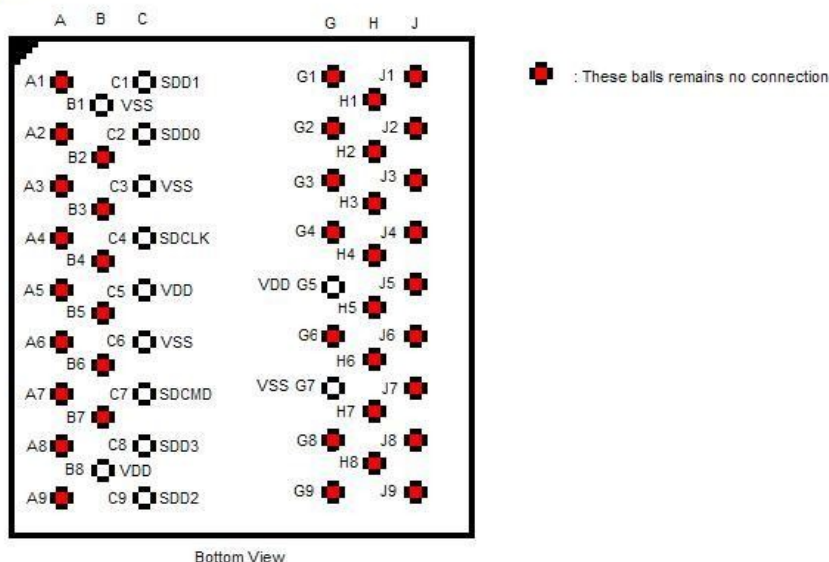 A B C G H J
A1 C1 SDD1 G1 J1 : These balls remains no connection
B1 VSS H1
A2 C2 SDD0 G2 J2
B2 H2
A3 C3 VSS G3 J3
B3 H3
A4 C4 SDCLK G4 J4
B4 H4
A5 C5 VDD VDD G5 J5
B5 H5
A6 C6 VSS G6 J6
B6 H6
A7 C7 SDCMD VSS G7 J7
B7 H7
A8 C8 SDD3 G8 J8
B8 VDD H8
A9 C9 SDD2 G9 J9
Bottom View